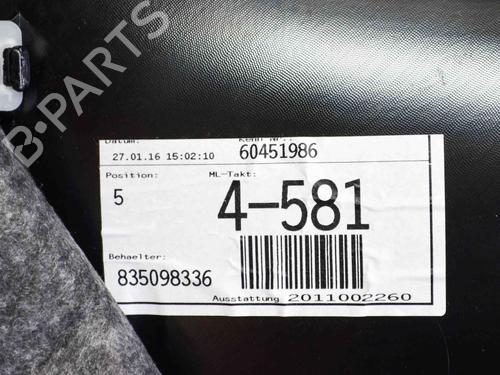 B-PARTS
Datum: Kenn Nr.:
27.01.16 15:02:10 60451986
Position: ML-Takt:
5 4-581
Behaelter:
835098336
Ausstattung 2011002260